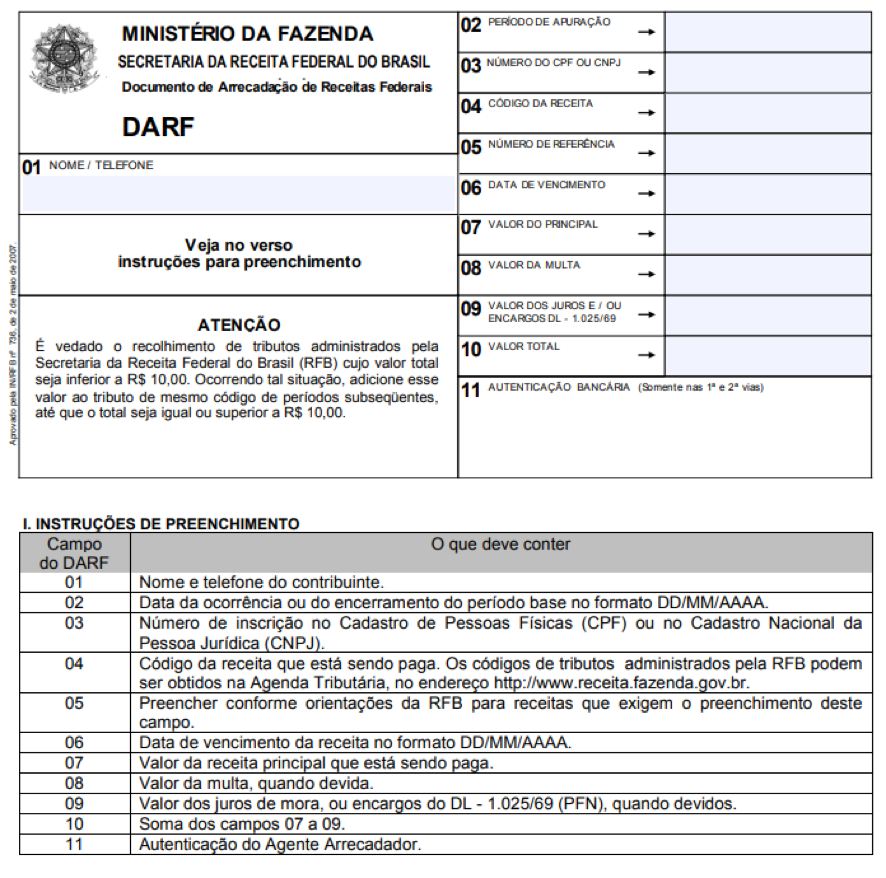 MINISTÉRIO DA FAZENDA
SECRETARIA DA RECEITA FEDERAL DO BRASIL
Documento de Arrecadação de Receitas Federais
DARF
01 NOME / TELEFONE
Veja no verso
instruções para preenchimento
ATENÇÃO
É vedado o recolhimento de tributos administrados pela
Secretaria da Receita Federal do Brasil (RFB) cujo valor total
seja inferior a R$ 10,00. Ocorrendo tal situação, adicione esse
valor ao tributo de mesmo código de períodos subseqüentes,
até que o total seja igual ou superior a R$ 10,00.
Aprovado pela IN/RFB nº 736, de 2 de maio de 2007.
02 PERÍODO DE APURAÇÃO
03 NÚMERO DO CPF OU CNPJ
04 CÓDIGO DA RECEITA
05 NÚMERO DE REFERÊNCIA
06 DATA DE VENCIMENTO
07 VALOR DO PRINCIPAL
08 VALOR DA MULTA
09 VALOR DOS JUROS E / OU
ENCARGOS DL - 1.025/69
10 VALOR TOTAL
11 AUTENTICAÇÃO BANCÁRIA (Somente nas 1ª e 2ª vias)
I. INSTRUÇÕES DE PREENCHIMENTO
Campo
do DARF
O que deve conter
01 Nome e telefone do contribuinte.
02 Data da ocorrência ou do encerramento do período base no formato DD/MM/AAAA.
03 Número de inscrição no Cadastro de Pessoas Físicas (CPF) ou no Cadastro Nacional da
Pessoa Jurídica (CNPJ).
04 Código da receita que está sendo paga. Os códigos de tributos administrados pela RFB podem
ser obtidos na Agenda Tributária, no endereço http://www.receita.fazenda.gov.br.
05 Preencher conforme orientações da RFB para receitas que exigem o preenchimento deste
campo.
06 Data de vencimento da receita no formato DD/MM/AAAA.
07 Valor da receita principal que está sendo paga.
08 Valor da multa, quando devida.
09 Valor dos juros de mora, ou encargos do DL - 1.025/69 (PFN), quando devidos.
10 Soma dos campos 07 a 09.
11 Autenticação do Agente Arrecadador.